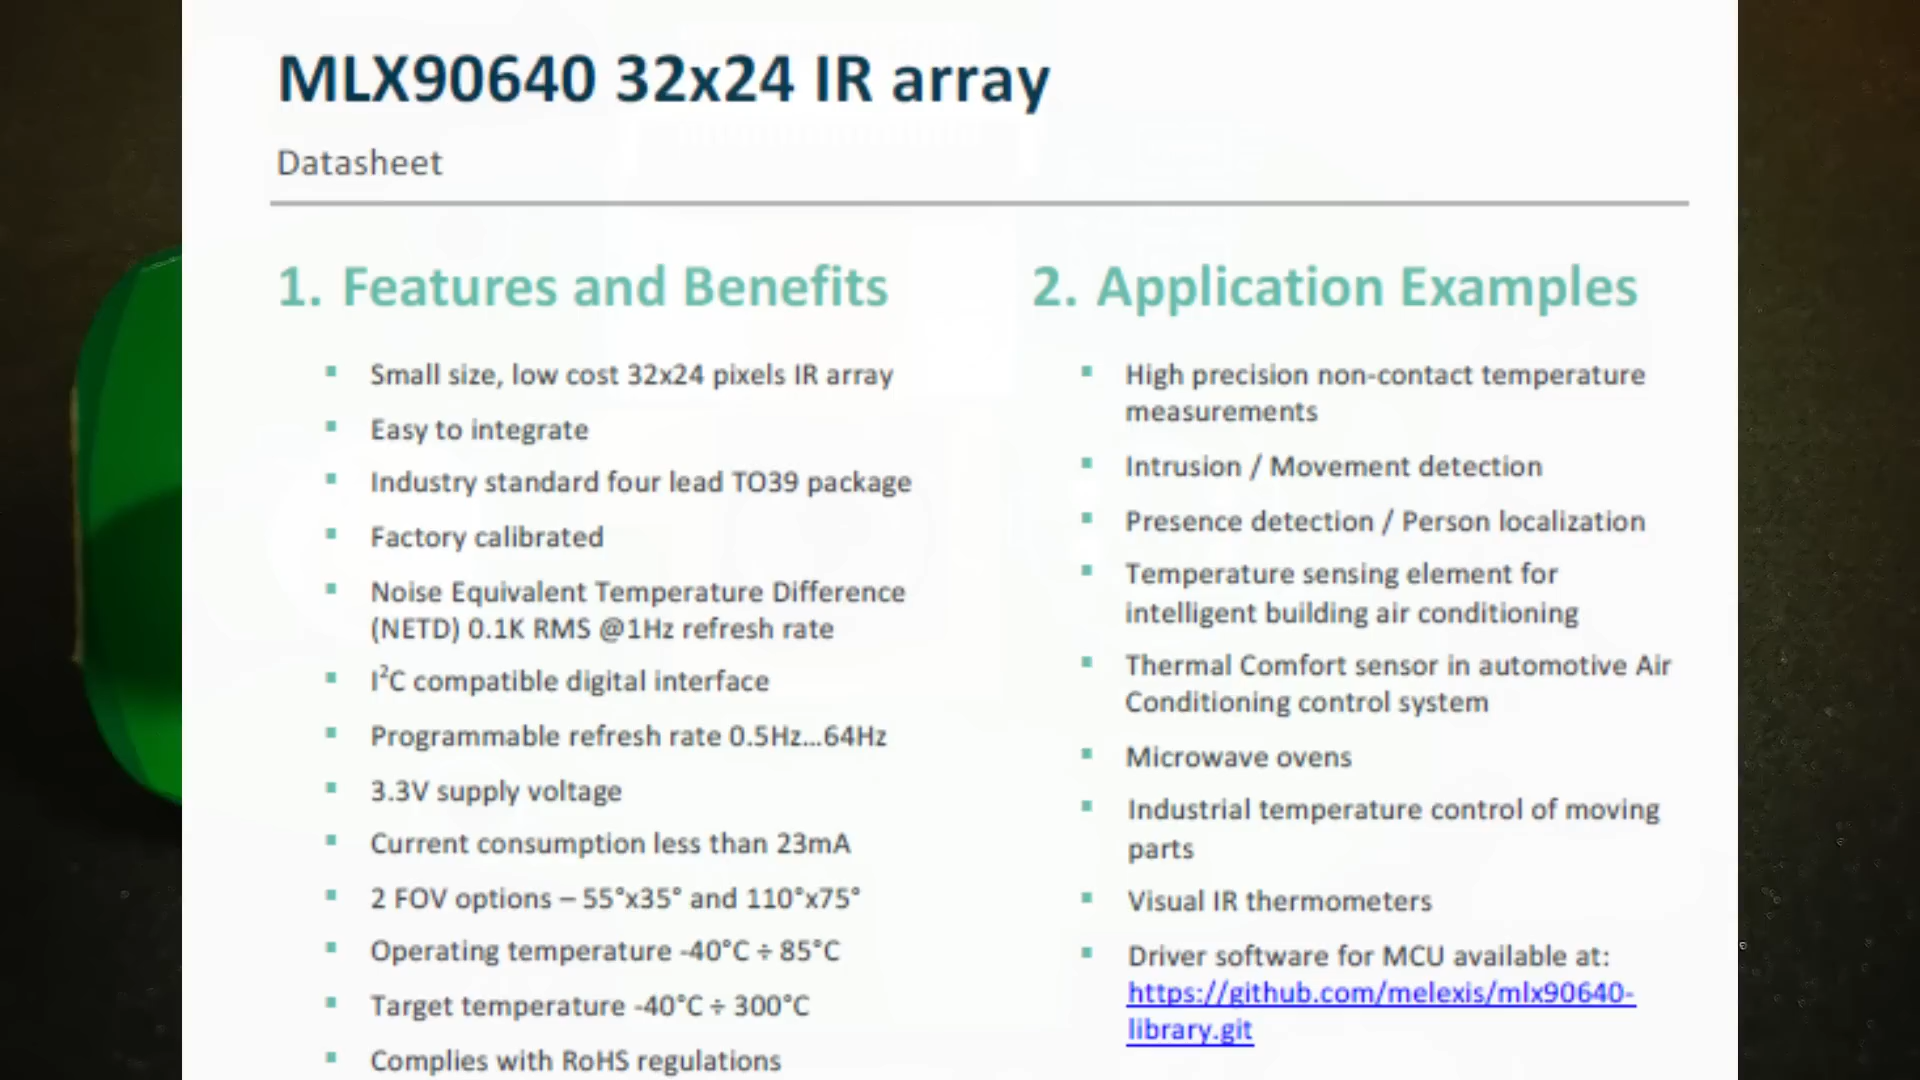 MLX90640 32x24 IR array
Datasheet
1. Features and Benefits
▪ Small size, low cost 32x24 pixels IR array
▪ Easy to integrate
▪ Industry standard four lead TO39 package
▪ Factory calibrated
▪ Noise Equivalent Temperature Difference
(NETD) 0.1K RMS @1Hz refresh rate
▪ I²C compatible digital interface
▪ Programmable refresh rate 0.5Hz...64Hz
▪ 3.3V supply voltage
▪ Current consumption less than 23mA
▪ 2 FOV options – 55°x35° and 110°x75°
▪ Operating temperature -40°C ÷ 85°C
▪ Target temperature -40°C ÷ 300°C
▪ Complies with RoHS regulations
2. Application Examples
▪ High precision non-contact temperature
measurements
▪ Intrusion / Movement detection
▪ Presence detection / Person localization
▪ Temperature sensing element for
intelligent building air conditioning
▪ Thermal Comfort sensor in automotive Air
Conditioning control system
▪ Microwave ovens
▪ Industrial temperature control of moving
parts
▪ Visual IR thermometers
▪ Driver software for MCU available at:
https://github.com/melexis/mlx90640-
library.git